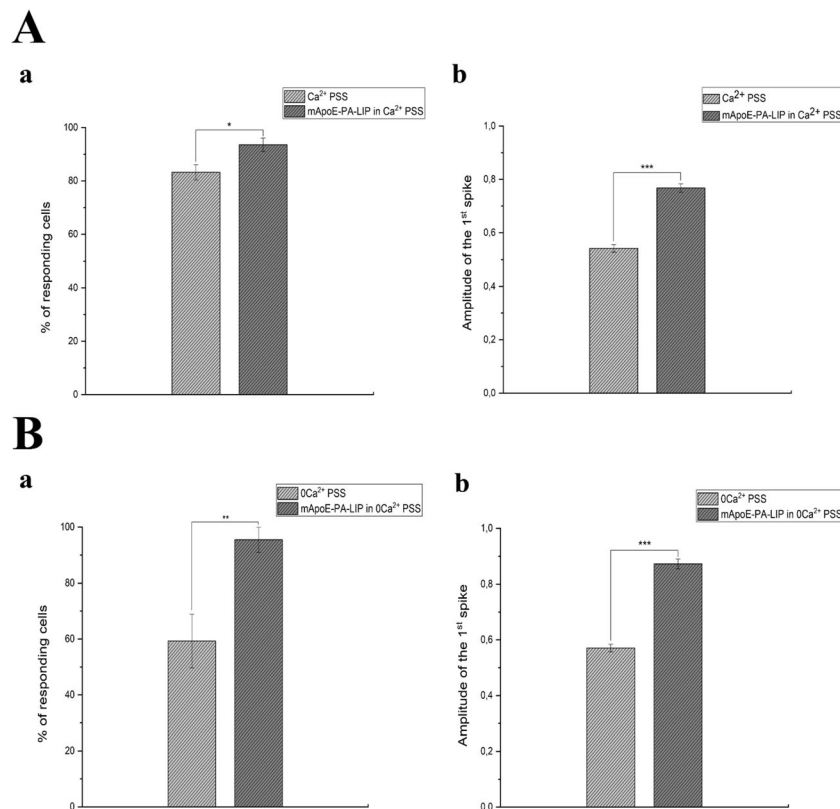 A
a
Ca²⁺ PSS
mApoE-PA-LIP in Ca²⁺ PSS
*
% of responding cells
100
80
60
40
20
0
b
Ca²⁺ PSS
mApoE-PA-LIP in Ca²⁺ PSS
***
Amplitude of the 1ˢᵗ spike
1,0
0,8
0,6
0,4
0,2
0,0
B
a
0Ca²⁺ PSS
mApoE-PA-LIP in 0Ca²⁺ PSS
**
% of responding cells
100
80
60
40
20
0
b
0Ca²⁺ PSS
mApoE-PA-LIP in 0Ca²⁺ PSS
***
Amplitude of the 1ˢᵗ spike
1,0
0,8
0,6
0,4
0,2
0,0